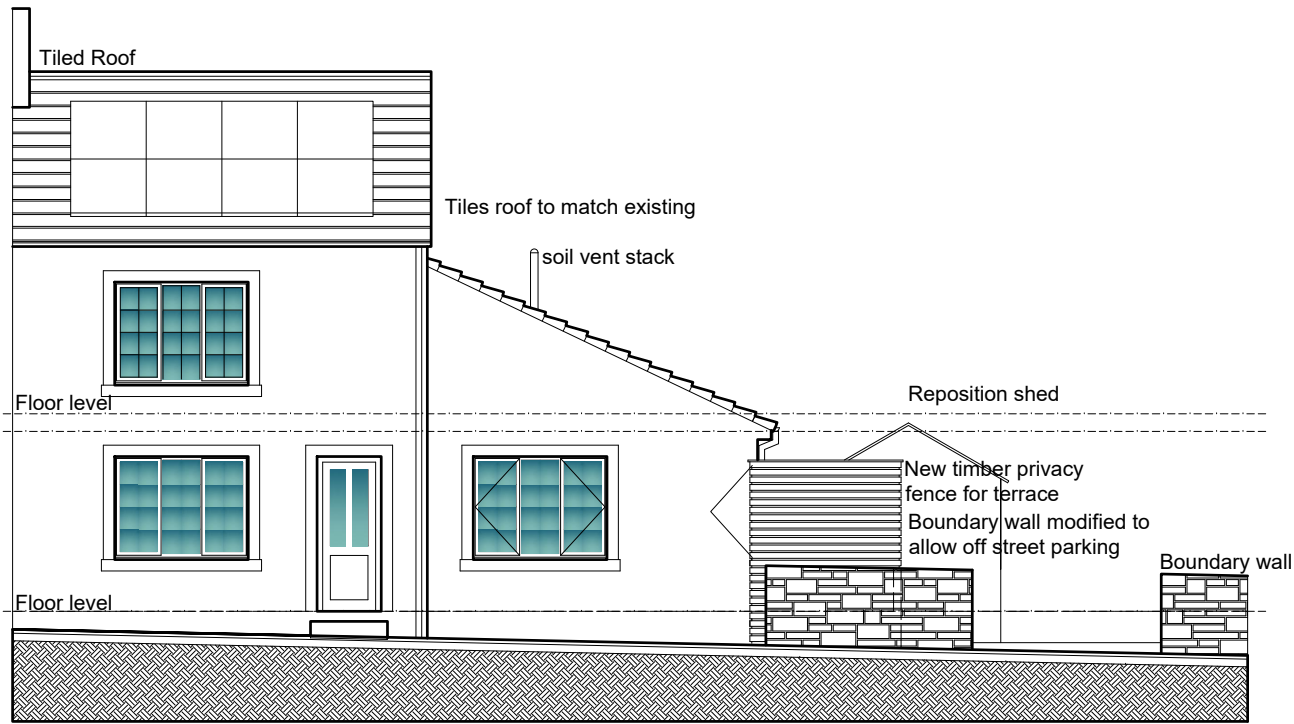 Tiled Roof
Tiles roof to match existing
soil vent stack
Floor level
Reposition shed
New timber privacy
fence for terrace
Boundary wall modified to
allow off street parking
Boundary wall
Floor level